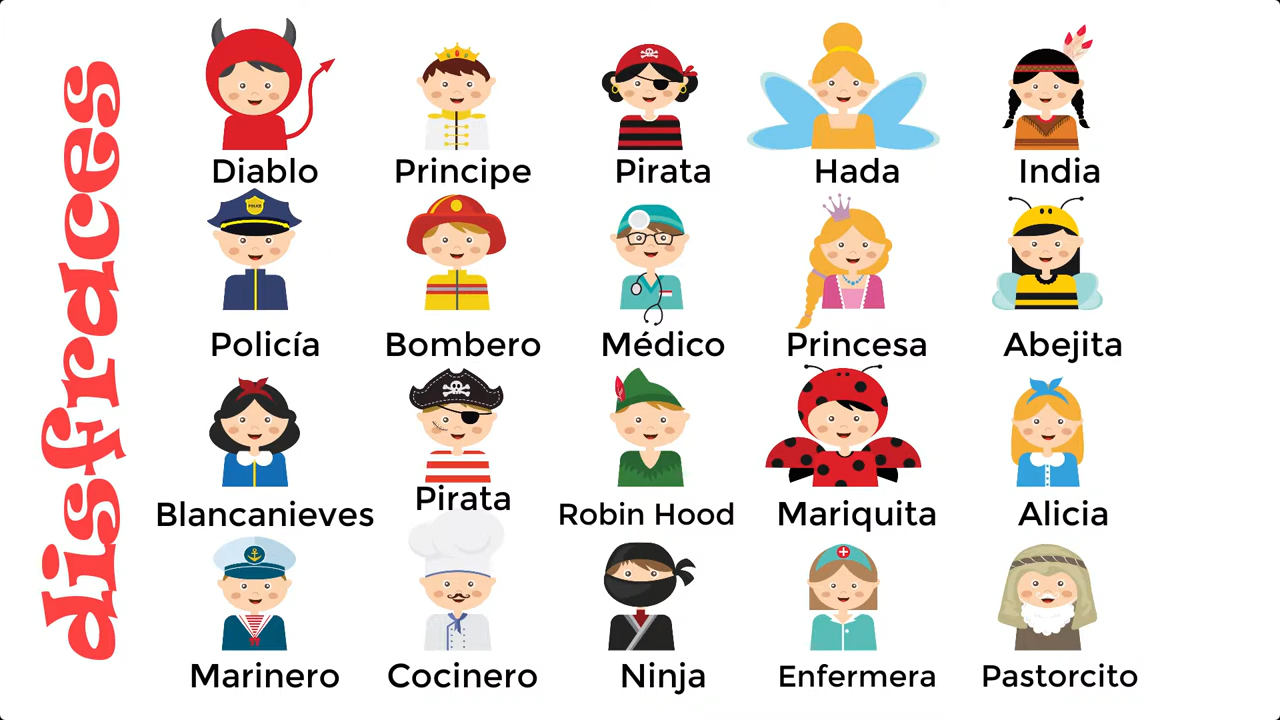 disfraces
Diablo Principe Pirata Hada India
Policía Bombero Médico Princesa Abejita
Blancanieves Pirata Robin Hood Mariquita Alicia
Marinero Cocinero Ninja Enfermera Pastorcito